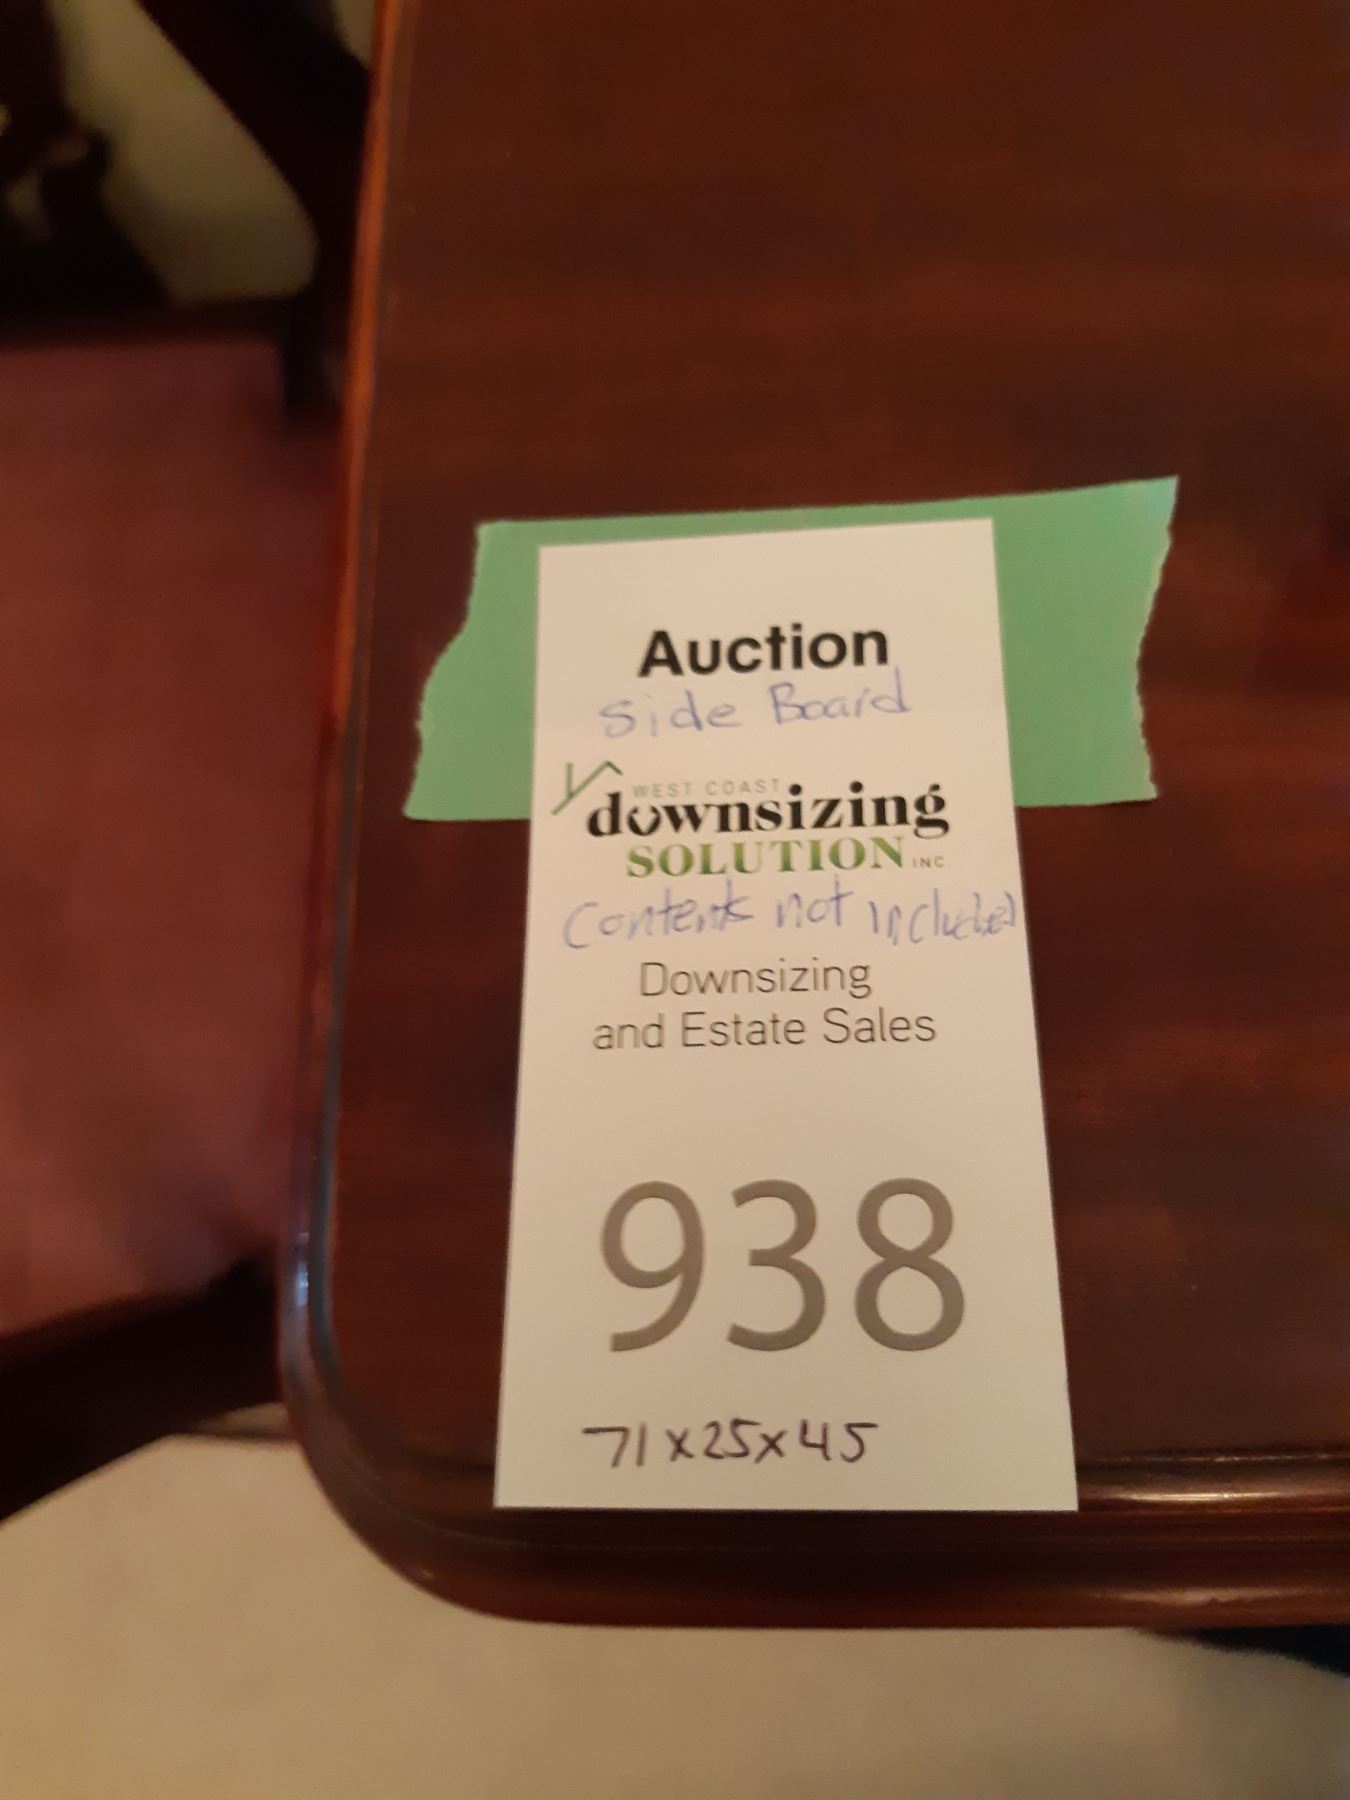 Auction
Side Board
WEST COAST
downsizing
SOLUTION INC
Contents not included
Downsizing
and Estate Sales
938
71x25x45